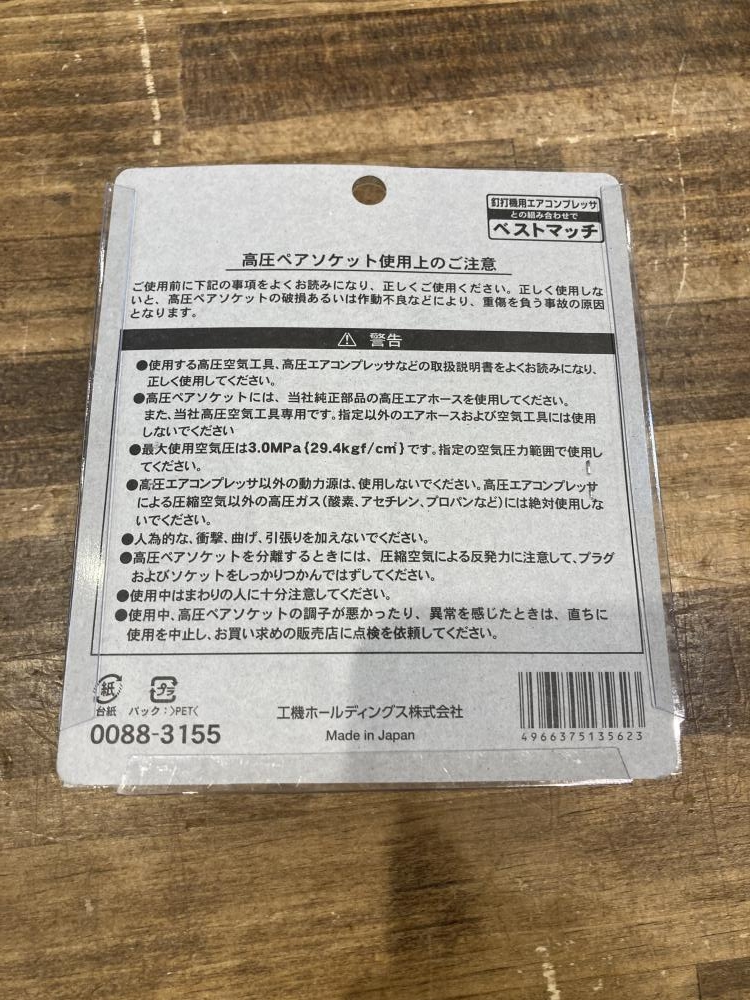 釘打機用エアコンプレッサ
との組み合わせで
ベストマッチ
高圧ペアソケット使用上のご注意
ご使用前に下記の事項をよくお読みになり、正しくご使用ください。正しく使用しな
いと、高圧ペアソケットの破損あるいは作動不良などにより、重傷を負う事故の原因
となります。
⚠ 警告
●使用する高圧空気工具、高圧エアコンプレッサなどの取扱説明書をよくお読みになり、
正しく使用してください。
●高圧ペアソケットには、当社純正部品の高圧エアホースを使用してください。
また、当社高圧空気工具専用です。指定以外のエアホースおよび空気工具には使用
しないでください
●最大使用空気圧は3.0MPa{29.4kgf/c㎡}です。指定の空気圧力範囲で使用し
てください。
●高圧エアコンプレッサ以外の動力源は、使用しないでください。高圧エアコンプレッサ
による圧縮空気以外の高圧ガス(酸素、アセチレン、プロパンなど)には絶対使用しな
いでください。
●人為的な、衝撃、曲げ、引張りを加えないでください。
●高圧ペアソケットを分離するときには、圧縮空気による反発力に注意して、プラグ
およびソケットをしっかりつかんではずしてください。
●使用中はまわりの人に十分注意してください。
●使用中、高圧ペアソケットの調子が悪かったり、異常を感じたときは、直ちに
使用を中止し、お買い求めの販売店に点検を依頼してください。
紙 プラ
台紙 パック:>PET<
0088-3155
工機ホールディングス株式会社
Made in Japan
4966375135623